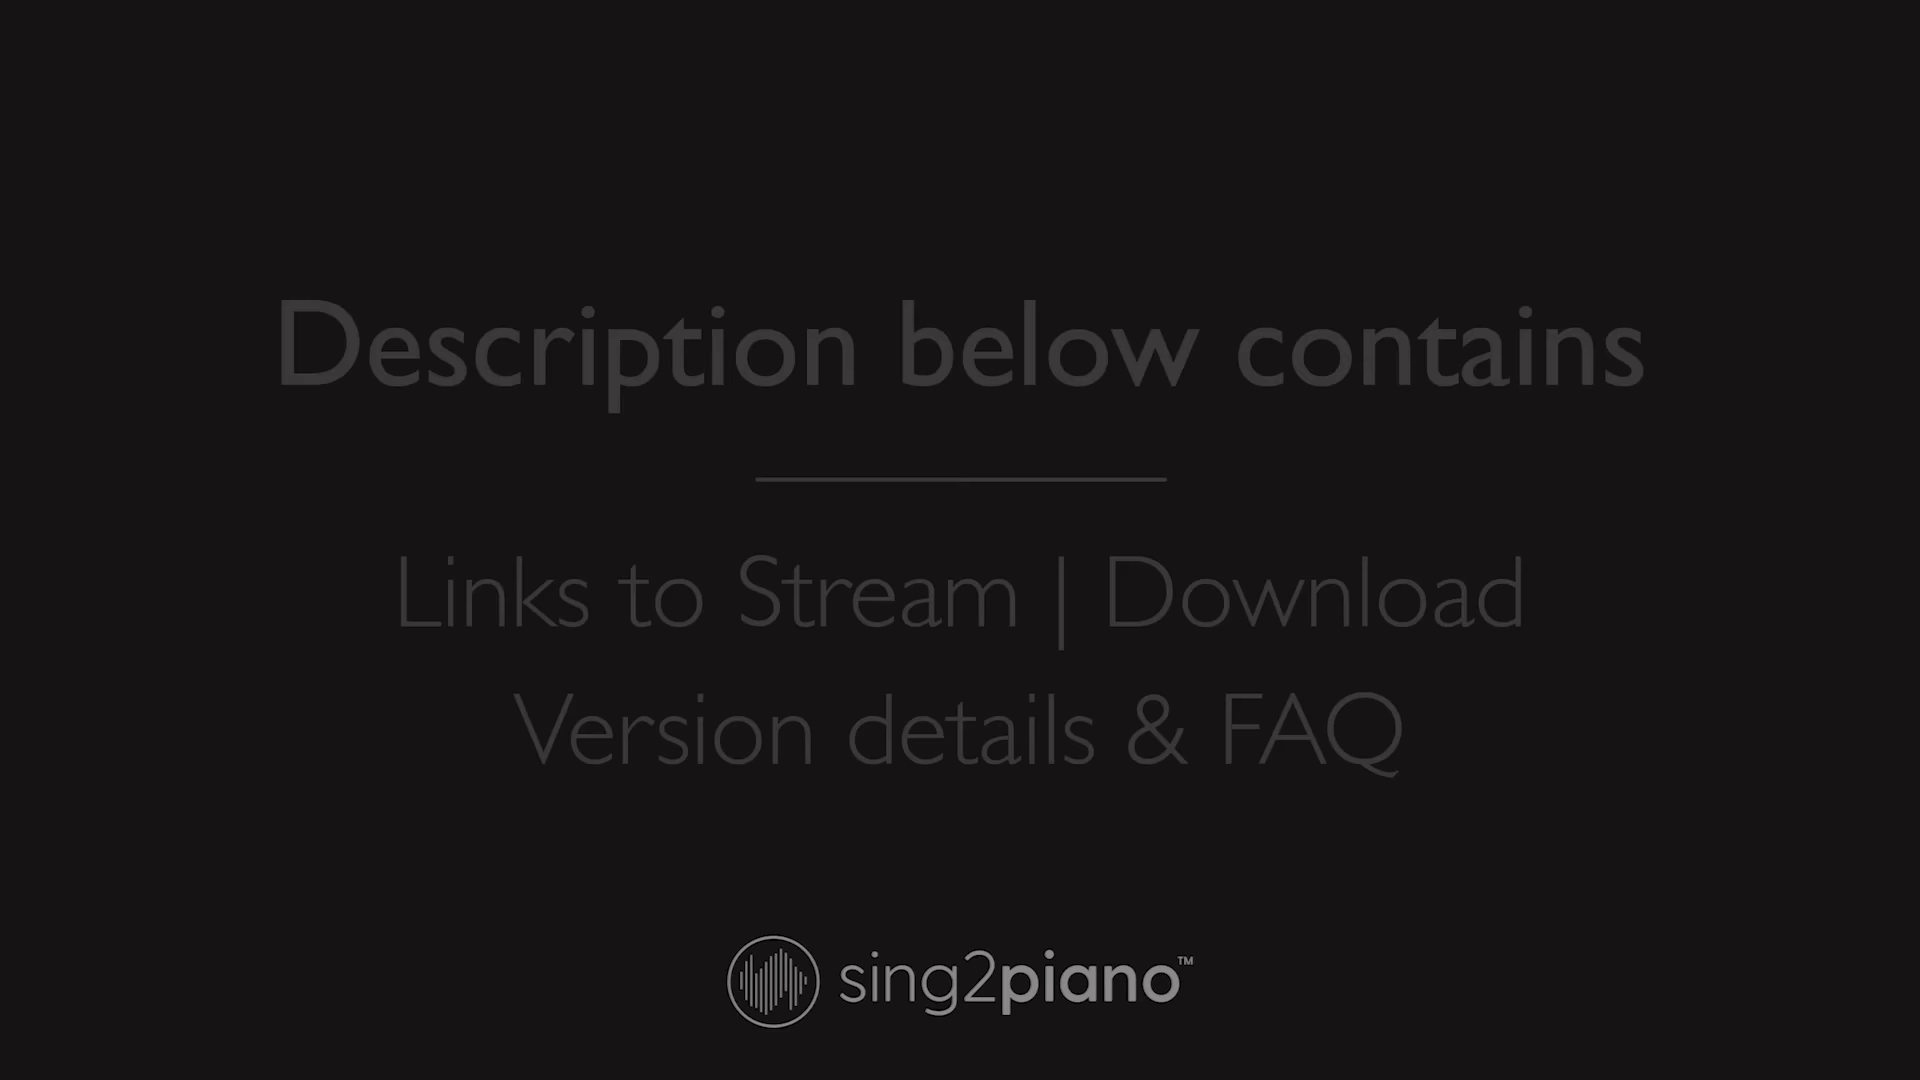 Description below contains
Links to Stream | Download
Version details & FAQ
sing2piano™